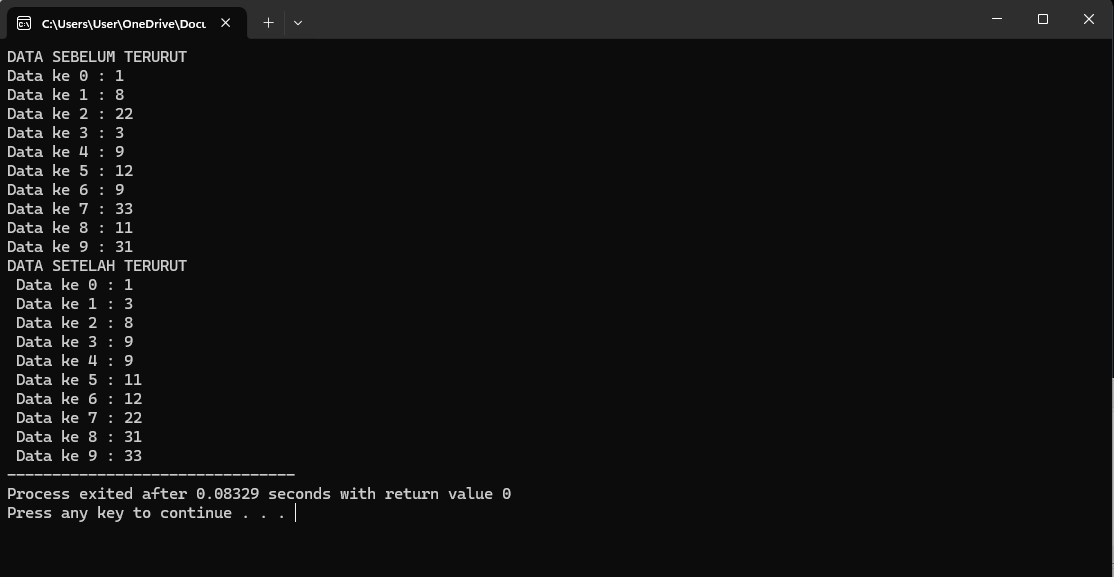 C:\Users\User\OneDrive\Docu
DATA SEBELUM TERURUT
Data ke 0 : 1
Data ke 1 : 8
Data ke 2 : 22
Data ke 3 : 3
Data ke 4 : 9
Data ke 5 : 12
Data ke 6 : 9
Data ke 7 : 33
Data ke 8 : 11
Data ke 9 : 31
DATA SETELAH TERURUT
 Data ke 0 : 1
 Data ke 1 : 3
 Data ke 2 : 8
 Data ke 3 : 9
 Data ke 4 : 9
 Data ke 5 : 11
 Data ke 6 : 12
 Data ke 7 : 22
 Data ke 8 : 31
 Data ke 9 : 33
--------------------------------
Process exited after 0.08329 seconds with return value 0
Press any key to continue . . .